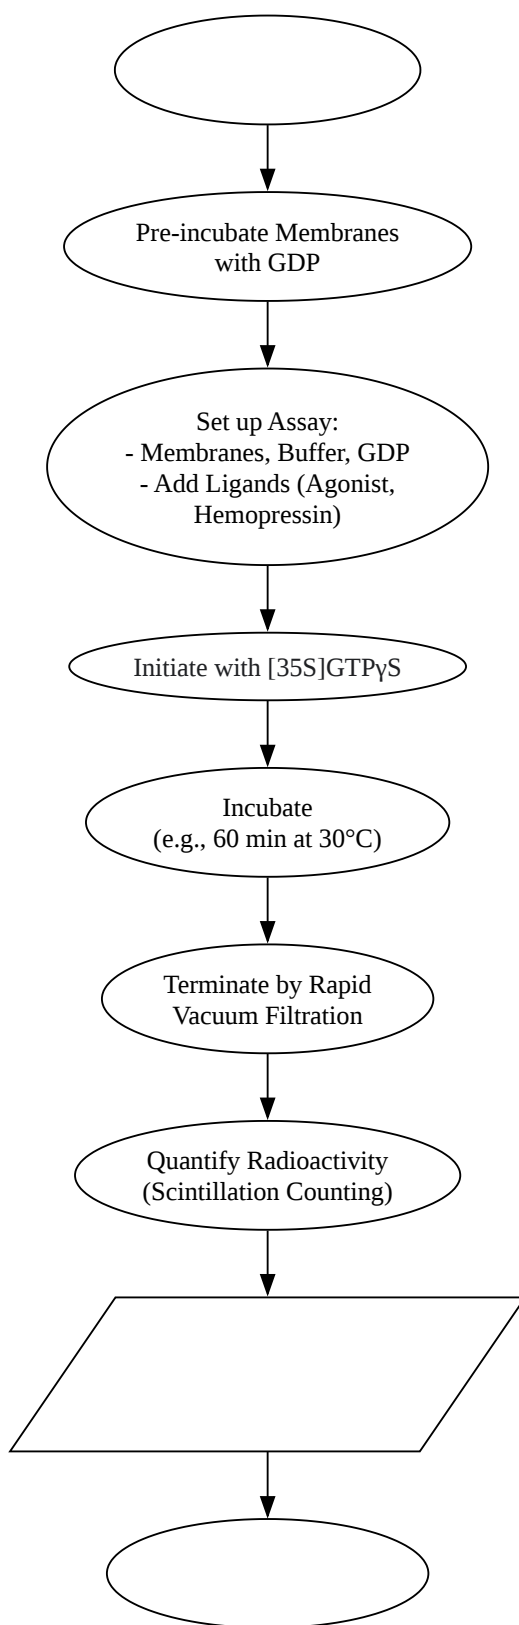 Pre-incubate Membranes
with GDP
Set up Assay:
- Membranes, Buffer, GDP
- Add Ligands (Agonist,
Hemopressin)
Initiate with [35S]GTPγS
Incubate
(e.g., 60 min at 30°C)
Terminate by Rapid
Vacuum Filtration
Quantify Radioactivity
(Scintillation Counting)